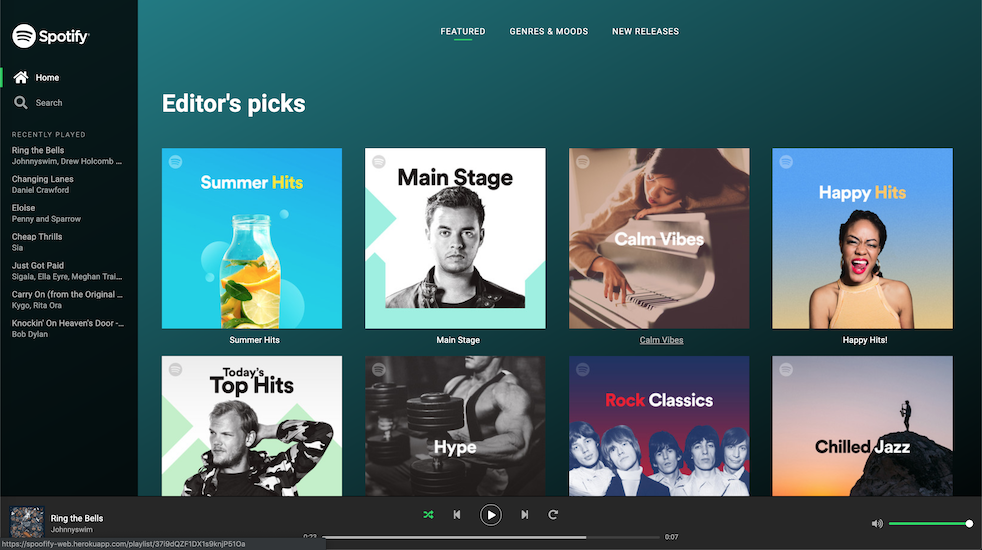 Spotify
Home
Search
RECENTLY PLAYED
Ring the Bells
Johnnyswim, Drew Holcomb ...
Changing Lanes
Daniel Crawford
Eloise
Penny and Sparrow
Cheap Thrills
Sia
Just Got Paid
Sigala, Ella Eyre, Meghan Trai...
Carry On (from the Original ...
Kygo, Rita Ora
Knockin' On Heaven's Door -...
Bob Dylan
FEATURED GENRES & MOODS NEW RELEASES
Editor's picks
Summer Hits
Main Stage
Calm Vibes
Happy Hits
Summer Hits
Main Stage
Calm Vibes
Happy Hits!
Today's
Top Hits
Hype
Rock Classics
Chilled Jazz
Ring the Bells
Johnnyswim
0:23
0:07
https://spoofify-web.herokuapp.com/playlist/37i9dQZF1DX1s9knjP51Oa